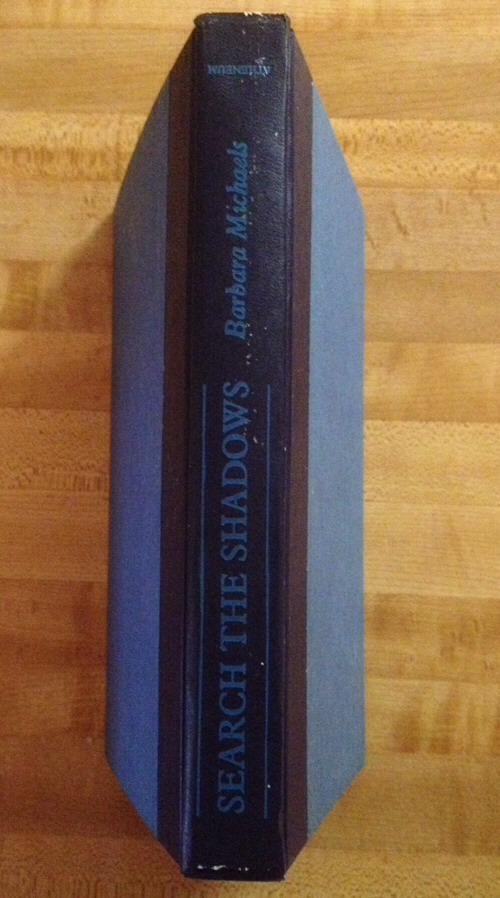 SEARCH THE SHADOWS
Barbara Michaels
ATHENEUM